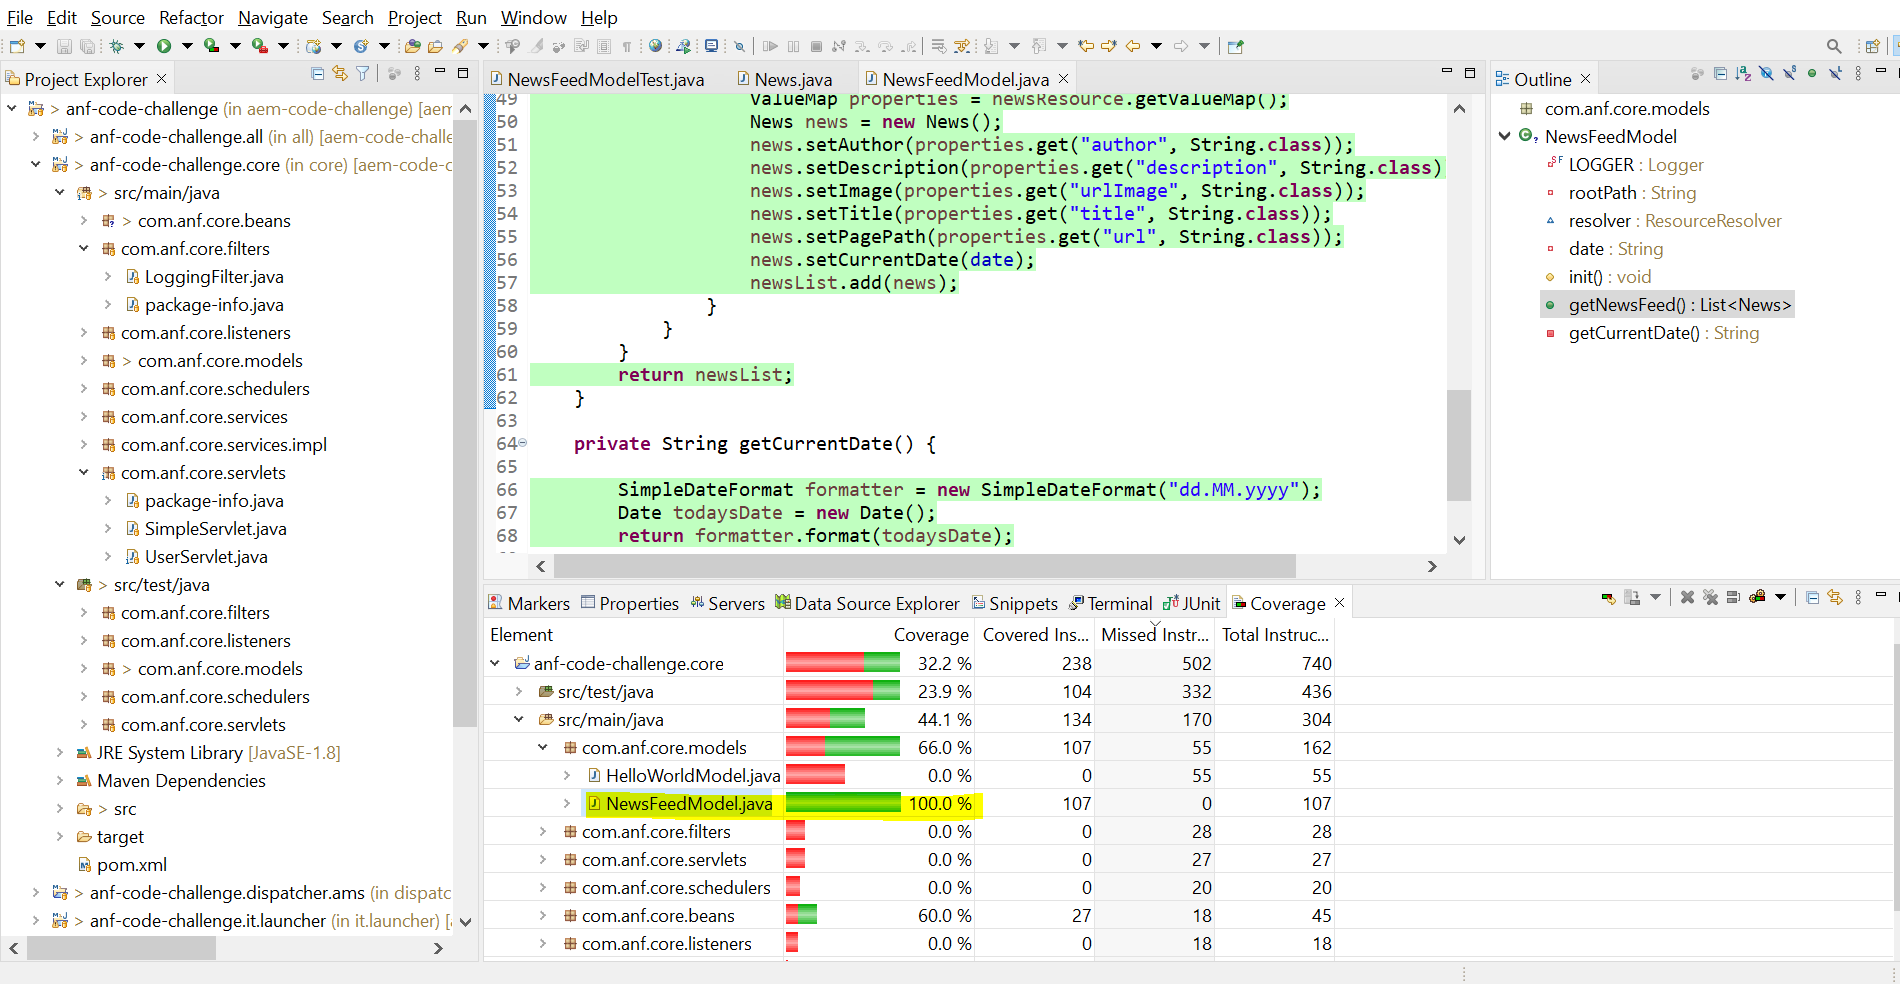 File Edit Source Refactor Navigate Search Project Run Window Help
Project Explorer
> anf-code-challenge (in aem-code-challenge) [aem
> anf-code-challenge.all (in all) [aem-code-chall
> anf-code-challenge.core (in core) [aem-code-c
> src/main/java
> com.anf.core.beans
com.anf.core.filters
LoggingFilter.java
package-info.java
com.anf.core.listeners
> com.anf.core.models
com.anf.core.schedulers
com.anf.core.services
com.anf.core.services.impl
com.anf.core.servlets
package-info.java
SimpleServlet.java
UserServlet.java
> src/test/java
com.anf.core.filters
com.anf.core.listeners
> com.anf.core.models
com.anf.core.schedulers
com.anf.core.servlets
JRE System Library [JavaSE-1.8]
Maven Dependencies
> src
target
pom.xml
> anf-code-challenge.dispatcher.ams (in dispatc
> anf-code-challenge.it.launcher (in it.launcher) [
NewsFeedModelTest.java News.java NewsFeedModel.java
49 ValueMap properties = newsResource.getValueMap();
50 News news = new News();
51 news.setAuthor(properties.get("author", String.class));
52 news.setDescription(properties.get("description", String.class)
53 news.setImage(properties.get("urlImage", String.class));
54 news.setTitle(properties.get("title", String.class));
55 news.setPagePath(properties.get("url", String.class));
56 news.setCurrentDate(date);
57 newsList.add(news);
58 }
59 }
60 }
61 return newsList;
62 }
63
64 private String getCurrentDate() {
65
66 SimpleDateFormat formatter = new SimpleDateFormat("dd.MM.yyyy");
67 Date todaysDate = new Date();
68 return formatter.format(todaysDate);
Outline
com.anf.core.models
NewsFeedModel
LOGGER : Logger
rootPath : String
resolver : ResourceResolver
date : String
init() : void
getNewsFeed() : List<News>
getCurrentDate() : String
Markers Properties Servers Data Source Explorer Snippets Terminal JUnit Coverage
Element Coverage Covered Ins... Missed Instr... Total Instruc...
anf-code-challenge.core 32.2 % 238 502 740
src/test/java 23.9 % 104 332 436
src/main/java 44.1 % 134 170 304
com.anf.core.models 66.0 % 107 55 162
HelloWorldModel.java 0.0 % 0 55 55
NewsFeedModel.java 100.0 % 107 0 107
com.anf.core.filters 0.0 % 0 28 28
com.anf.core.servlets 0.0 % 0 27 27
com.anf.core.schedulers 0.0 % 0 20 20
com.anf.core.beans 60.0 % 27 18 45
com.anf.core.listeners 0.0 % 0 18 18